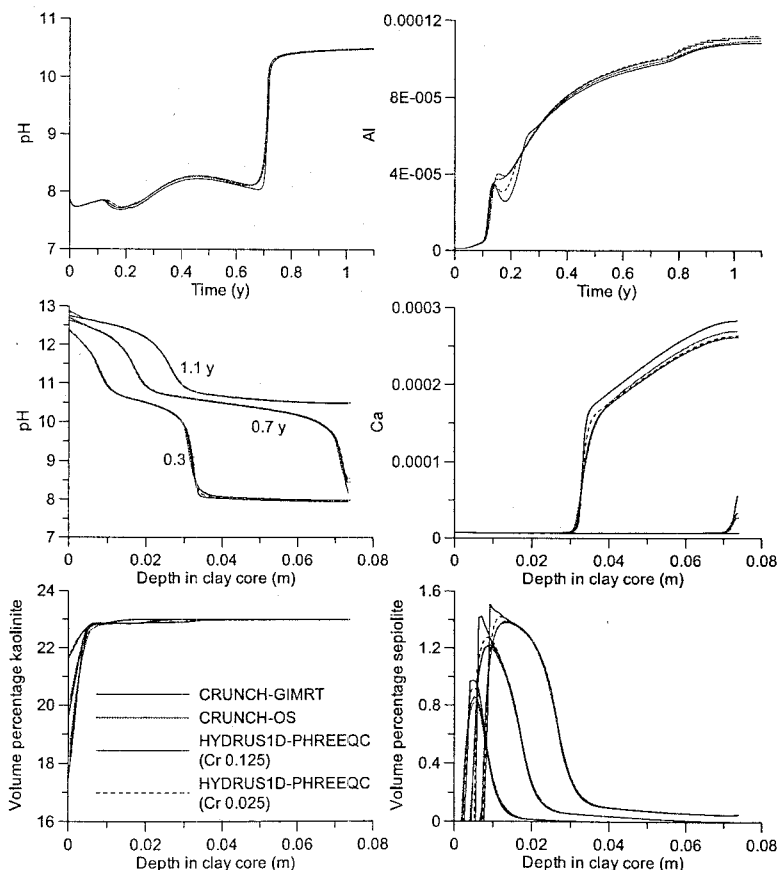 11
10
9
8
7
pH
0
0.2
0.4
0.6
0.8
1
Time (y)
0.00012
8E-005
4E-005
0
Al
0
0.2
0.4
0.6
0.8
1
Time (y)
13
12
11
10
9
8
7
pH
1.1 y
0.7 y
0.3
0
0.02
0.04
0.06
0.08
Depth in clay core (m)
0.0003
0.0002
0.0001
0
Ca
0
0.02
0.04
0.06
0.08
Depth in clay core (m)
24
23
22
21
20
19
18
17
16
Volume percentage kaolinite
CRUNCH-GIMRT
CRUNCH-OS
HYDRUS1D-PHREEQC
(Cr 0.125)
HYDRUS1D-PHREEQC
(Cr 0.025)
0
0.02
0.04
0.06
0.08
Depth in clay core (m)
1.6
1.2
0.8
0.4
0
Volume percentage sepiolite
0
0.02
0.04
0.06
0.08
Depth in clay core (m)